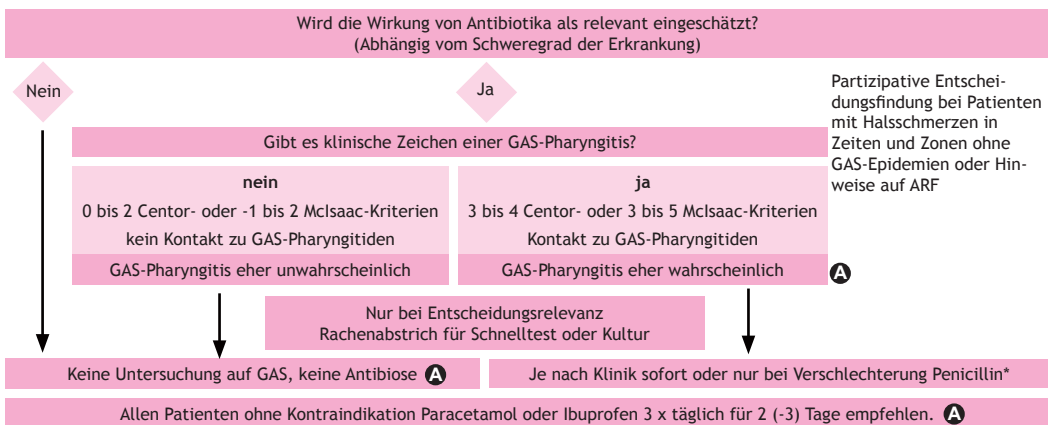 Wird die Wirkung von Antibiotika als relevant eingeschätzt?
(Abhängig vom Schweregrad der Erkrankung)
Nein
Ja
Partizipative Entschei-
dungsfindung bei Patienten
mit Halsschmerzen in
Zeiten und Zonen ohne
GAS-Epidemien oder Hin-
weise auf ARF
Gibt es klinische Zeichen einer GAS-Pharyngitis?
nein
0 bis 2 Centor- oder -1 bis 2 McIsaac-Kriterien
kein Kontakt zu GAS-Pharyngitiden
GAS-Pharyngitis eher unwahrscheinlich
ja
3 bis 4 Centor- oder 3 bis 5 McIsaac-Kriterien
Kontakt zu GAS-Pharyngitiden
GAS-Pharyngitis eher wahrscheinlich
A
Nur bei Entscheidungsrelevanz
Rachenabstrich für Schnelltest oder Kultur
Keine Untersuchung auf GAS, keine Antibiose A
Je nach Klinik sofort oder nur bei Verschlechterung Penicillin*
Allen Patienten ohne Kontraindikation Paracetamol oder Ibuprofen 3 x täglich für 2 (-3) Tage empfehlen. A